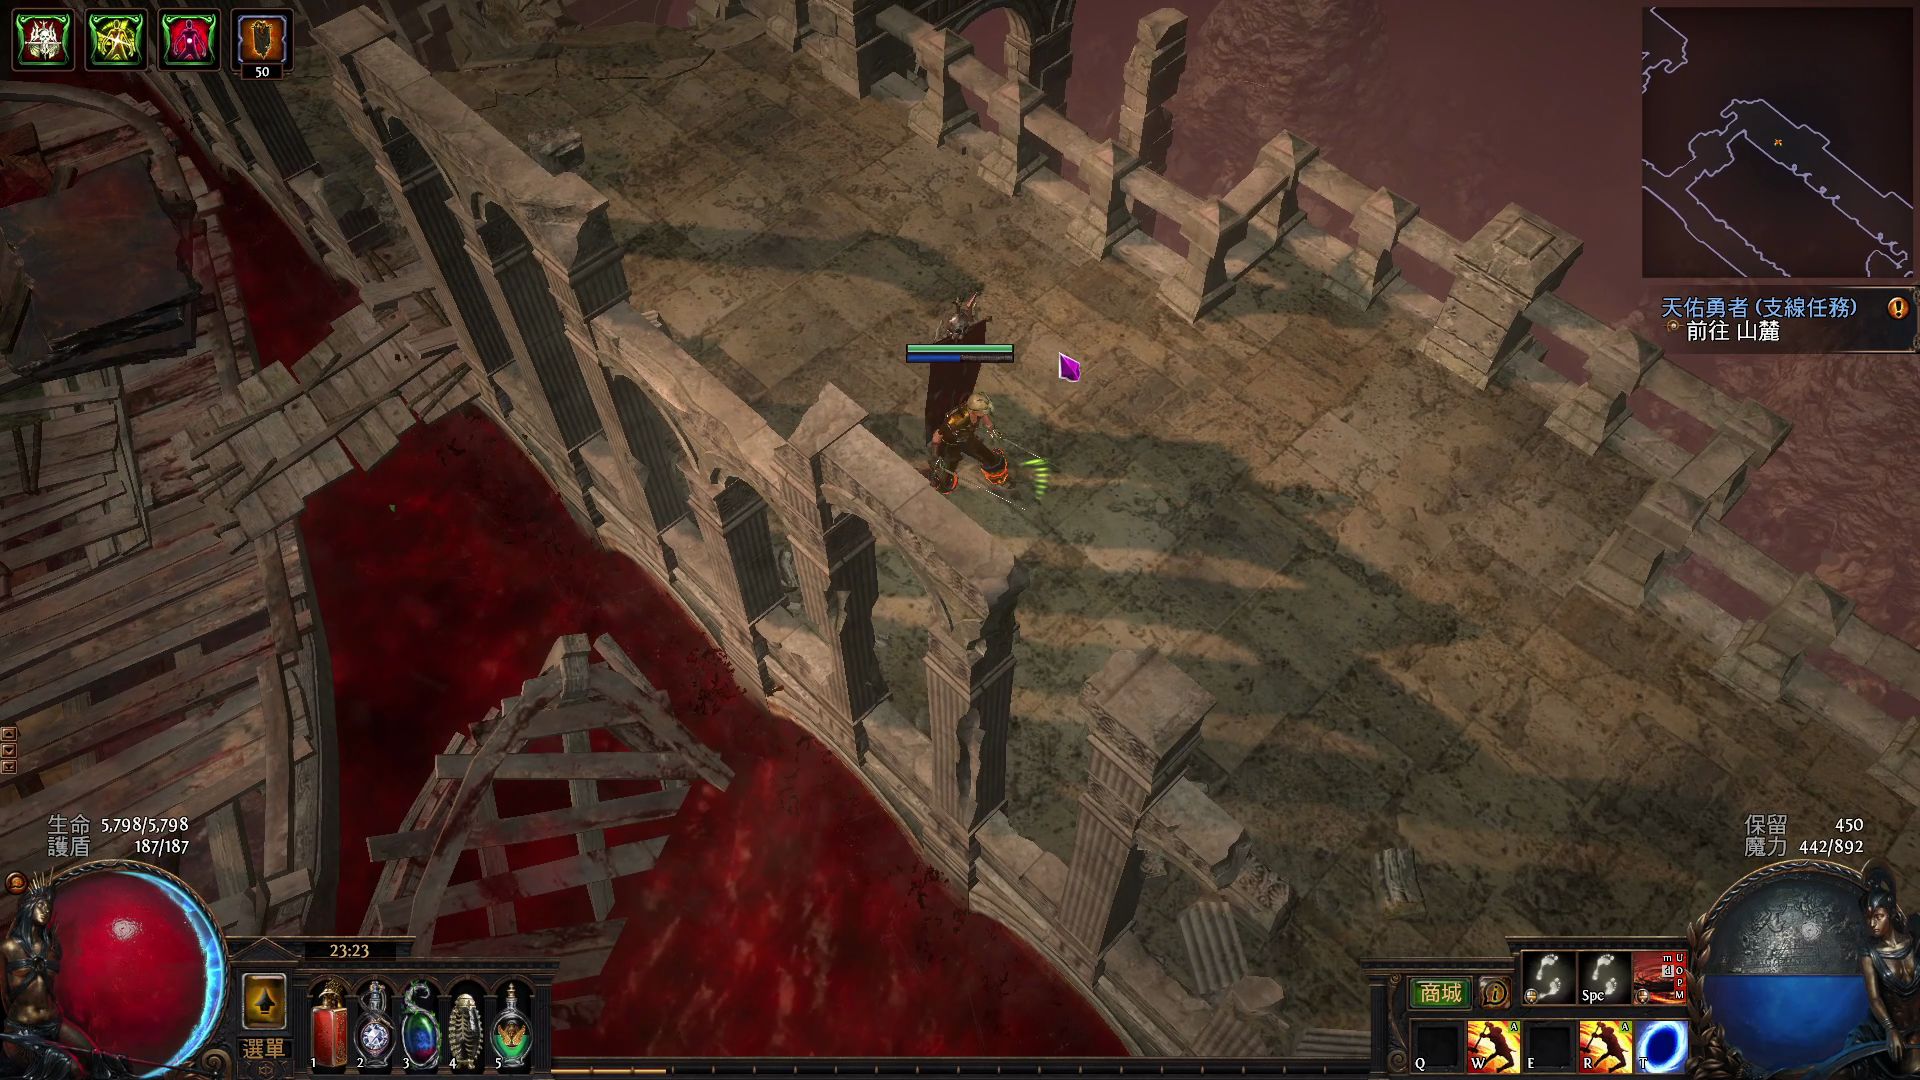 50
天佑勇者 (支線任務)
前往 山麓
生命 5,798/5,798
護盾 187/187
保留 450
魔力 442/892
23:23
選單
1 2 3 4 5
商城
Spc
m U
d O
P
M
Q W A E R A T